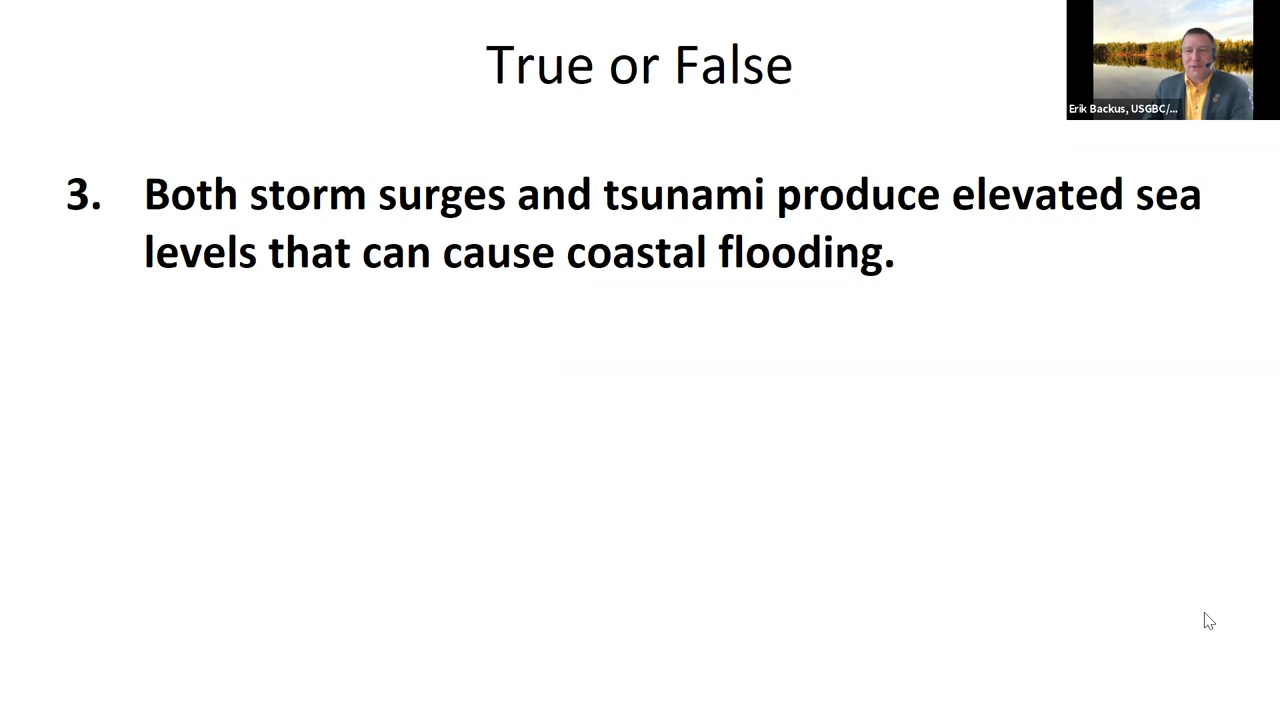 True or False
Erik Backus, USGBC/...
3. Both storm surges and tsunami produce elevated sea
levels that can cause coastal flooding.